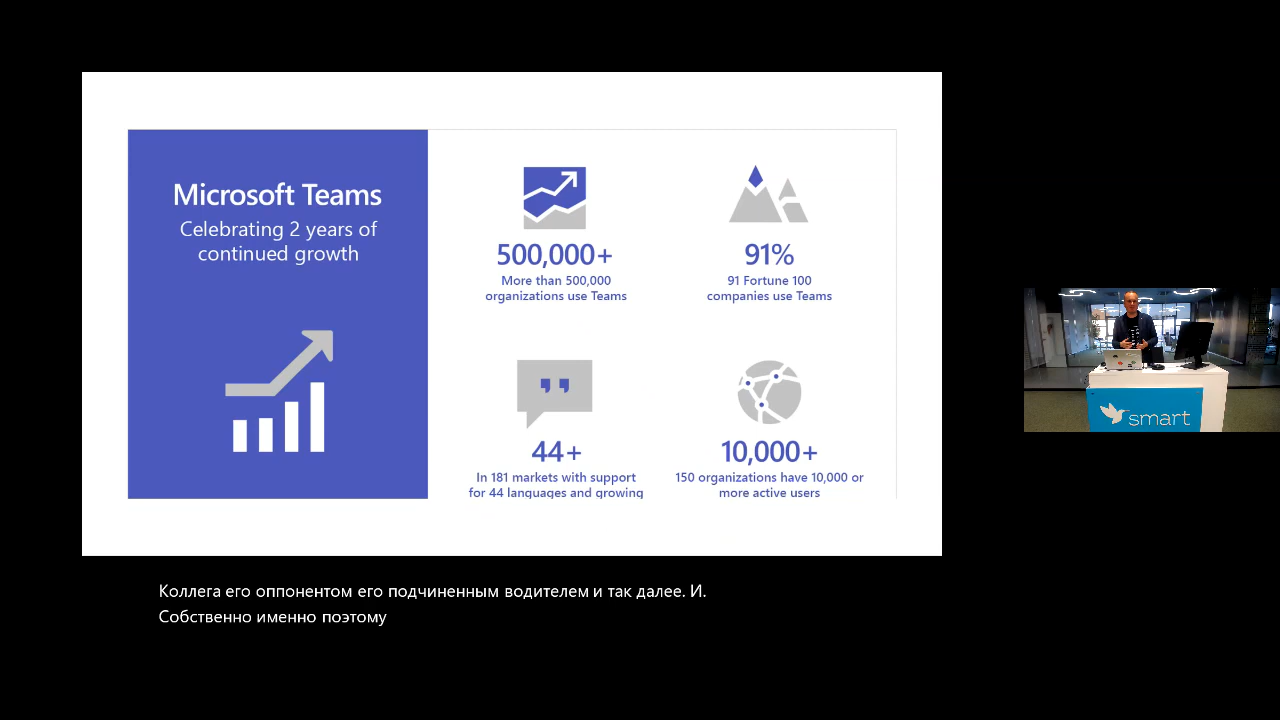 Microsoft Teams
Celebrating 2 years of
continued growth
500,000+
More than 500,000
organizations use Teams
91%
91 Fortune 100
companies use Teams
44+
In 181 markets with support
for 44 languages and growing
10,000+
150 organizations have 10,000 or
more active users
smart
Коллега его оппонентом его подчиненным водителем и так далее. И.
Собственно именно поэтому